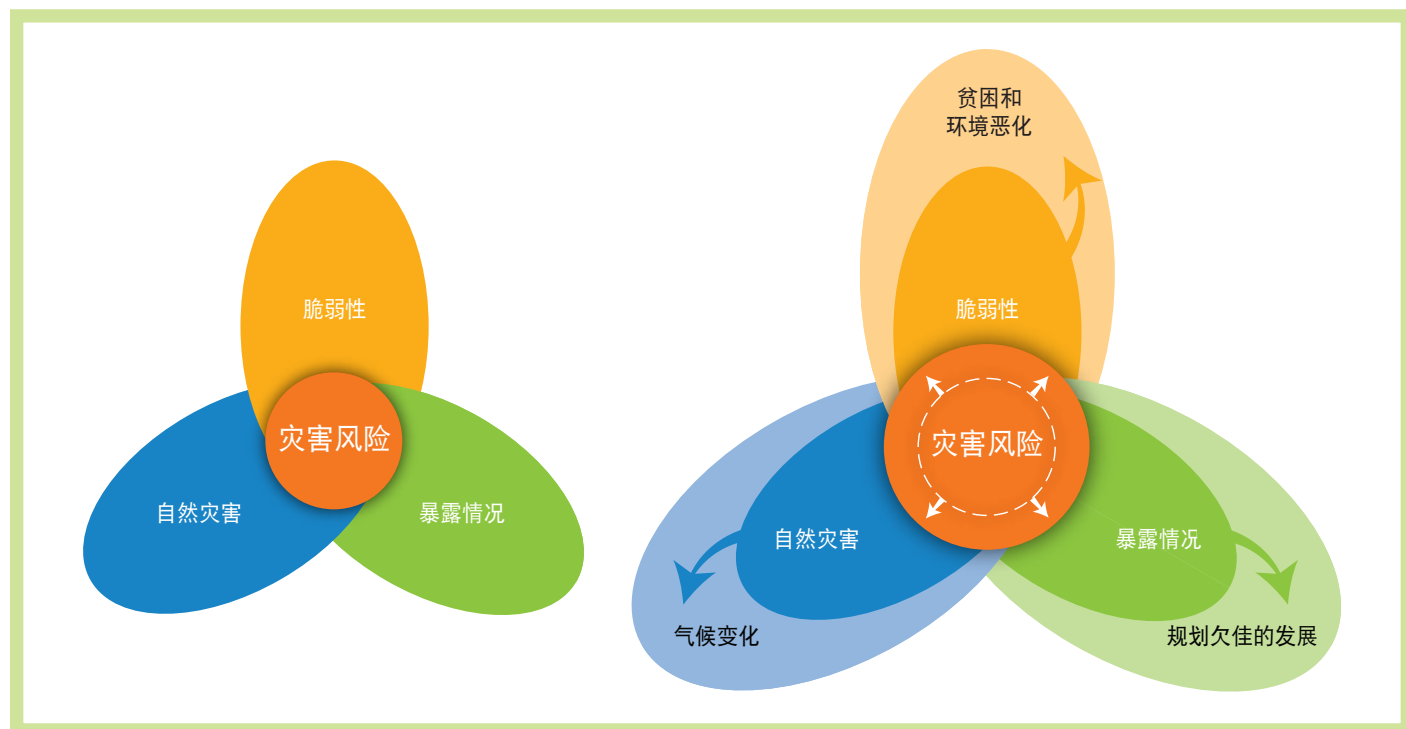 脆弱性
灾害风险
自然灾害
暴露情况
贫困和
环境恶化
脆弱性
灾害风险
自然灾害
暴露情况
气候变化
规划欠佳的发展